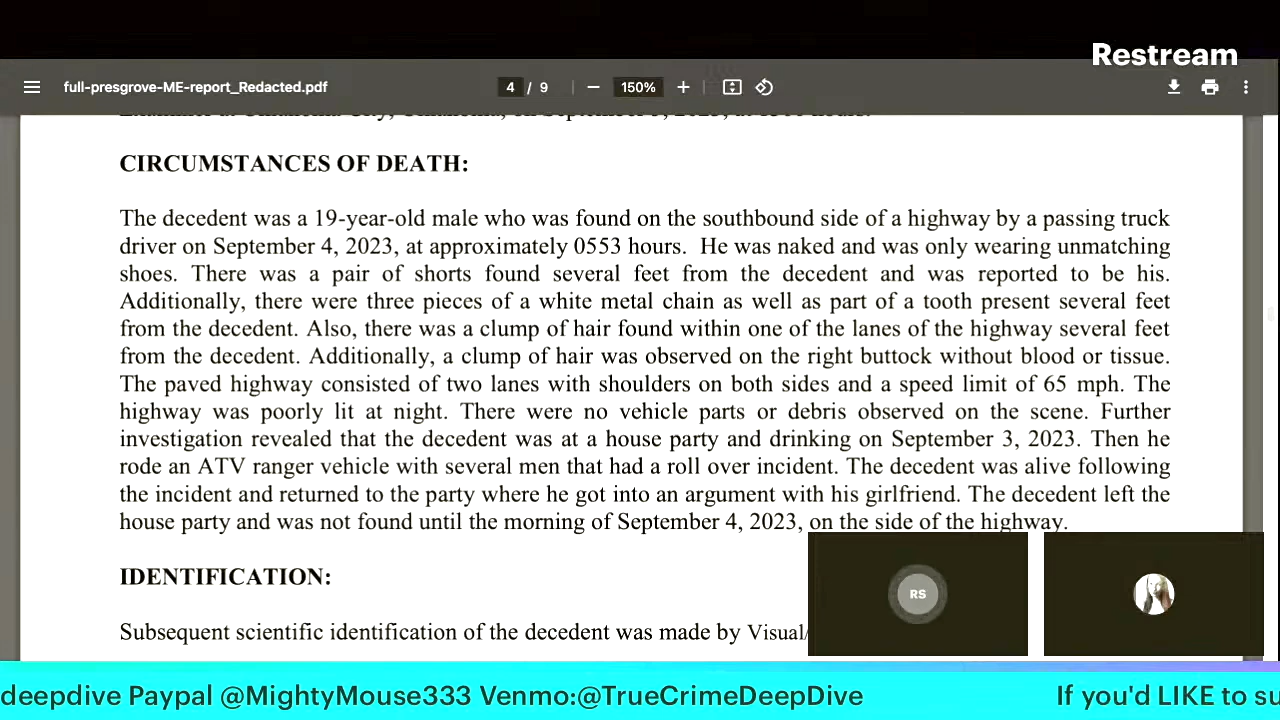 Restream
full-presgrove-ME-report_Redacted.pdf
4 / 9
150%
CIRCUMSTANCES OF DEATH:
The decedent was a 19-year-old male who was found on the southbound side of a highway by a passing truck
driver on September 4, 2023, at approximately 0553 hours. He was naked and was only wearing unmatching
shoes. There was a pair of shorts found several feet from the decedent and was reported to be his.
Additionally, there were three pieces of a white metal chain as well as part of a tooth present several feet
from the decedent. Also, there was a clump of hair found within one of the lanes of the highway several feet
from the decedent. Additionally, a clump of hair was observed on the right buttock without blood or tissue.
The paved highway consisted of two lanes with shoulders on both sides and a speed limit of 65 mph. The
highway was poorly lit at night. There were no vehicle parts or debris observed on the scene. Further
investigation revealed that the decedent was at a house party and drinking on September 3, 2023. Then he
rode an ATV ranger vehicle with several men that had a roll over incident. The decedent was alive following
the incident and returned to the party where he got into an argument with his girlfriend. The decedent left the
house party and was not found until the morning of September 4, 2023, on the side of the highway.
IDENTIFICATION:
Subsequent scientific identification of the decedent was made by Visual/
RS
deepdive Paypal @MightyMouse333 Venmo:@TrueCrimeDeepDive
If you'd LIKE to su